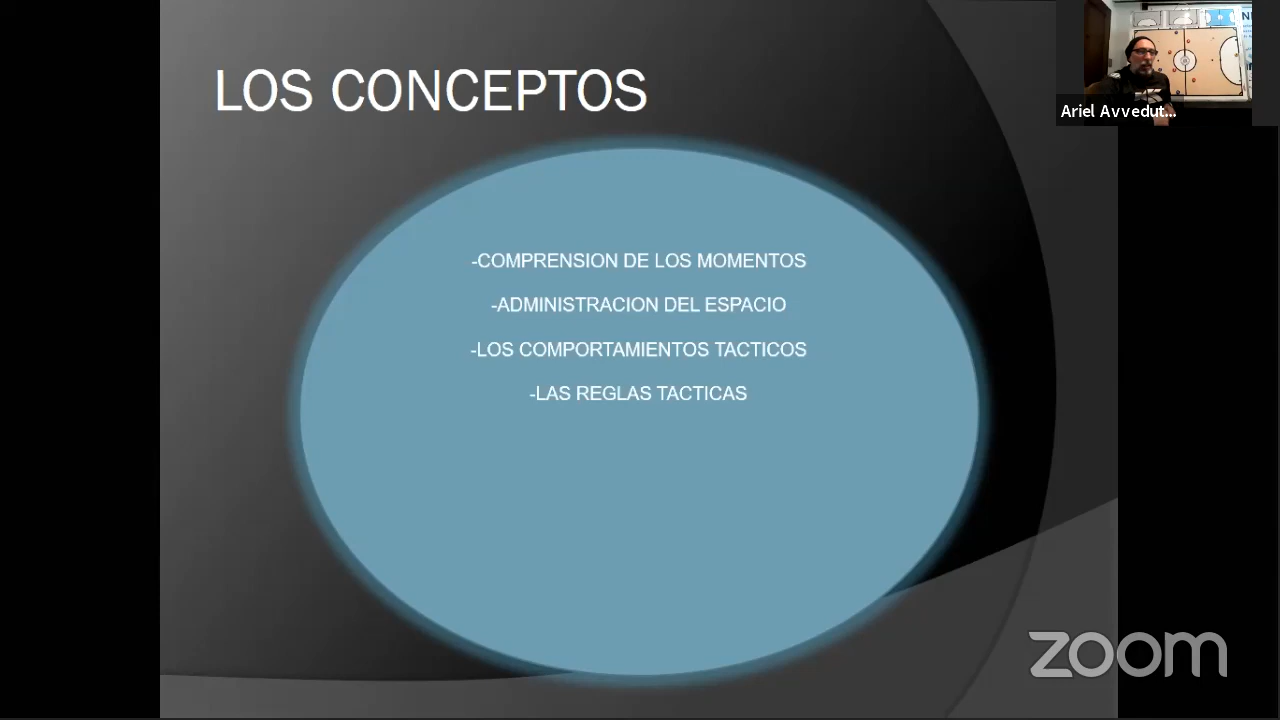 LOS CONCEPTOS
Ariel Avvedut...
-COMPRENSION DE LOS MOMENTOS
-ADMINISTRACION DEL ESPACIO
-LOS COMPORTAMIENTOS TACTICOS
-LAS REGLAS TACTICAS
zoom